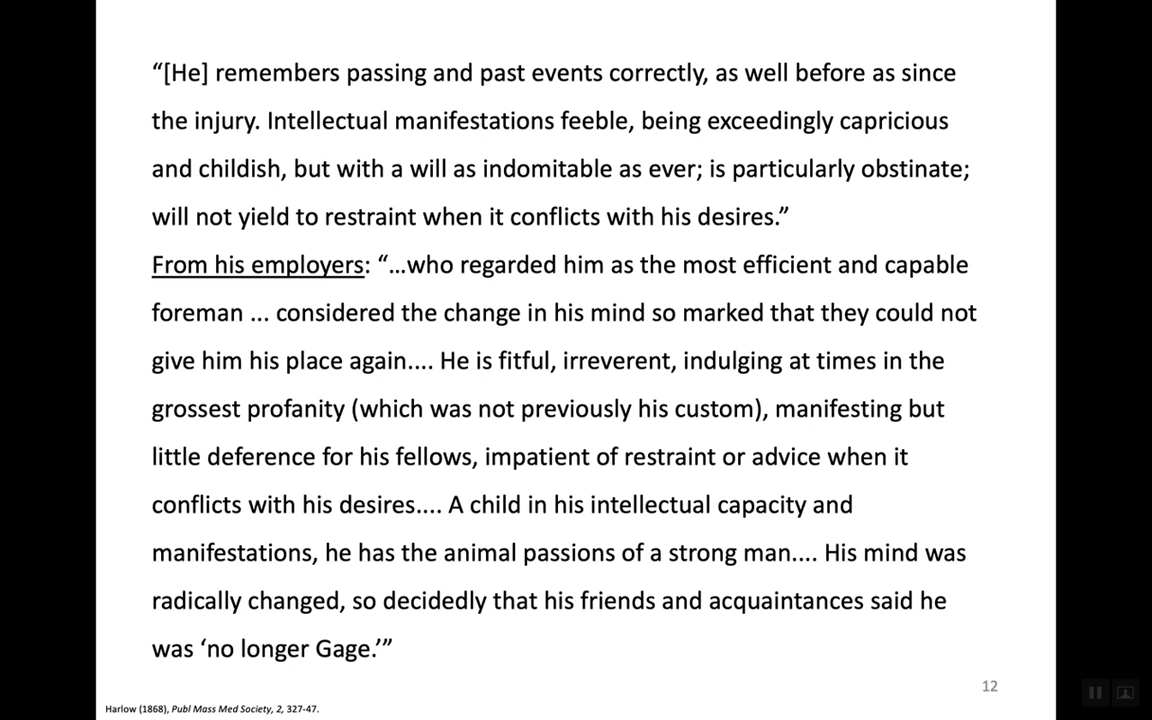 “[He] remembers passing and past events correctly, as well before as since
the injury. Intellectual manifestations feeble, being exceedingly capricious
and childish, but with a will as indomitable as ever; is particularly obstinate;
will not yield to restraint when it conflicts with his desires.”
From his employers: “...who regarded him as the most efficient and capable
foreman ... considered the change in his mind so marked that they could not
give him his place again.... He is fitful, irreverent, indulging at times in the
grossest profanity (which was not previously his custom), manifesting but
little deference for his fellows, impatient of restraint or advice when it
conflicts with his desires.... A child in his intellectual capacity and
manifestations, he has the animal passions of a strong man.... His mind was
radically changed, so decidedly that his friends and acquaintances said he
was ‘no longer Gage.’”
12
Harlow (1868), Publ Mass Med Society, 2, 327-47.